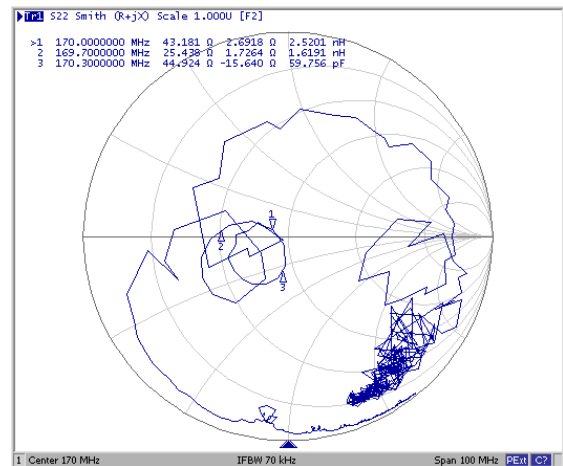 Tr1 S22 Smith (R+jX) Scale 1.000U [F2]
>1 170.0000000 MHz 43.181 Ω 2.6918 Ω 2.5201 nH
2 169.7000000 MHz 25.438 Ω 1.7264 Ω 1.6191 nH
3 170.3000000 MHz 44.924 Ω -15.640 Ω 59.756 pF
1
2
3
1 Center 170 MHz IFBW 70 kHz Span 100 MHz PExt C?